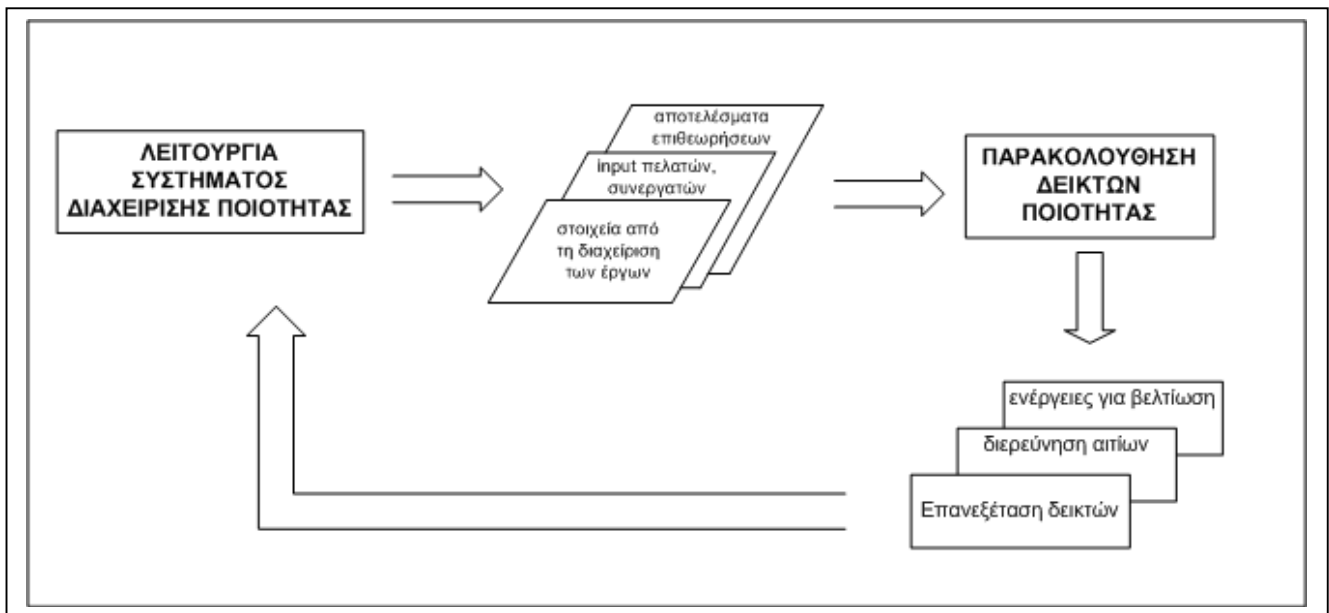 ΛΕΙΤΟΥΡΓΙΑ
ΣΥΣΤΗΜΑΤΟΣ
ΔΙΑΧΕΙΡΙΣΗΣ ΠΟΙΟΤΗΤΑΣ
αποτελέσματα
επιθεωρήσεων
input πελατών,
συνεργατών
στοιχεία από
τη διαχείριση
των έργων
ΠΑΡΑΚΟΛΟΥΘΗΣΗ
ΔΕΙΚΤΩΝ
ΠΟΙΟΤΗΤΑΣ
ενέργειες για βελτίωση
διερεύνηση αιτίων
Επανεξέταση δεικτών